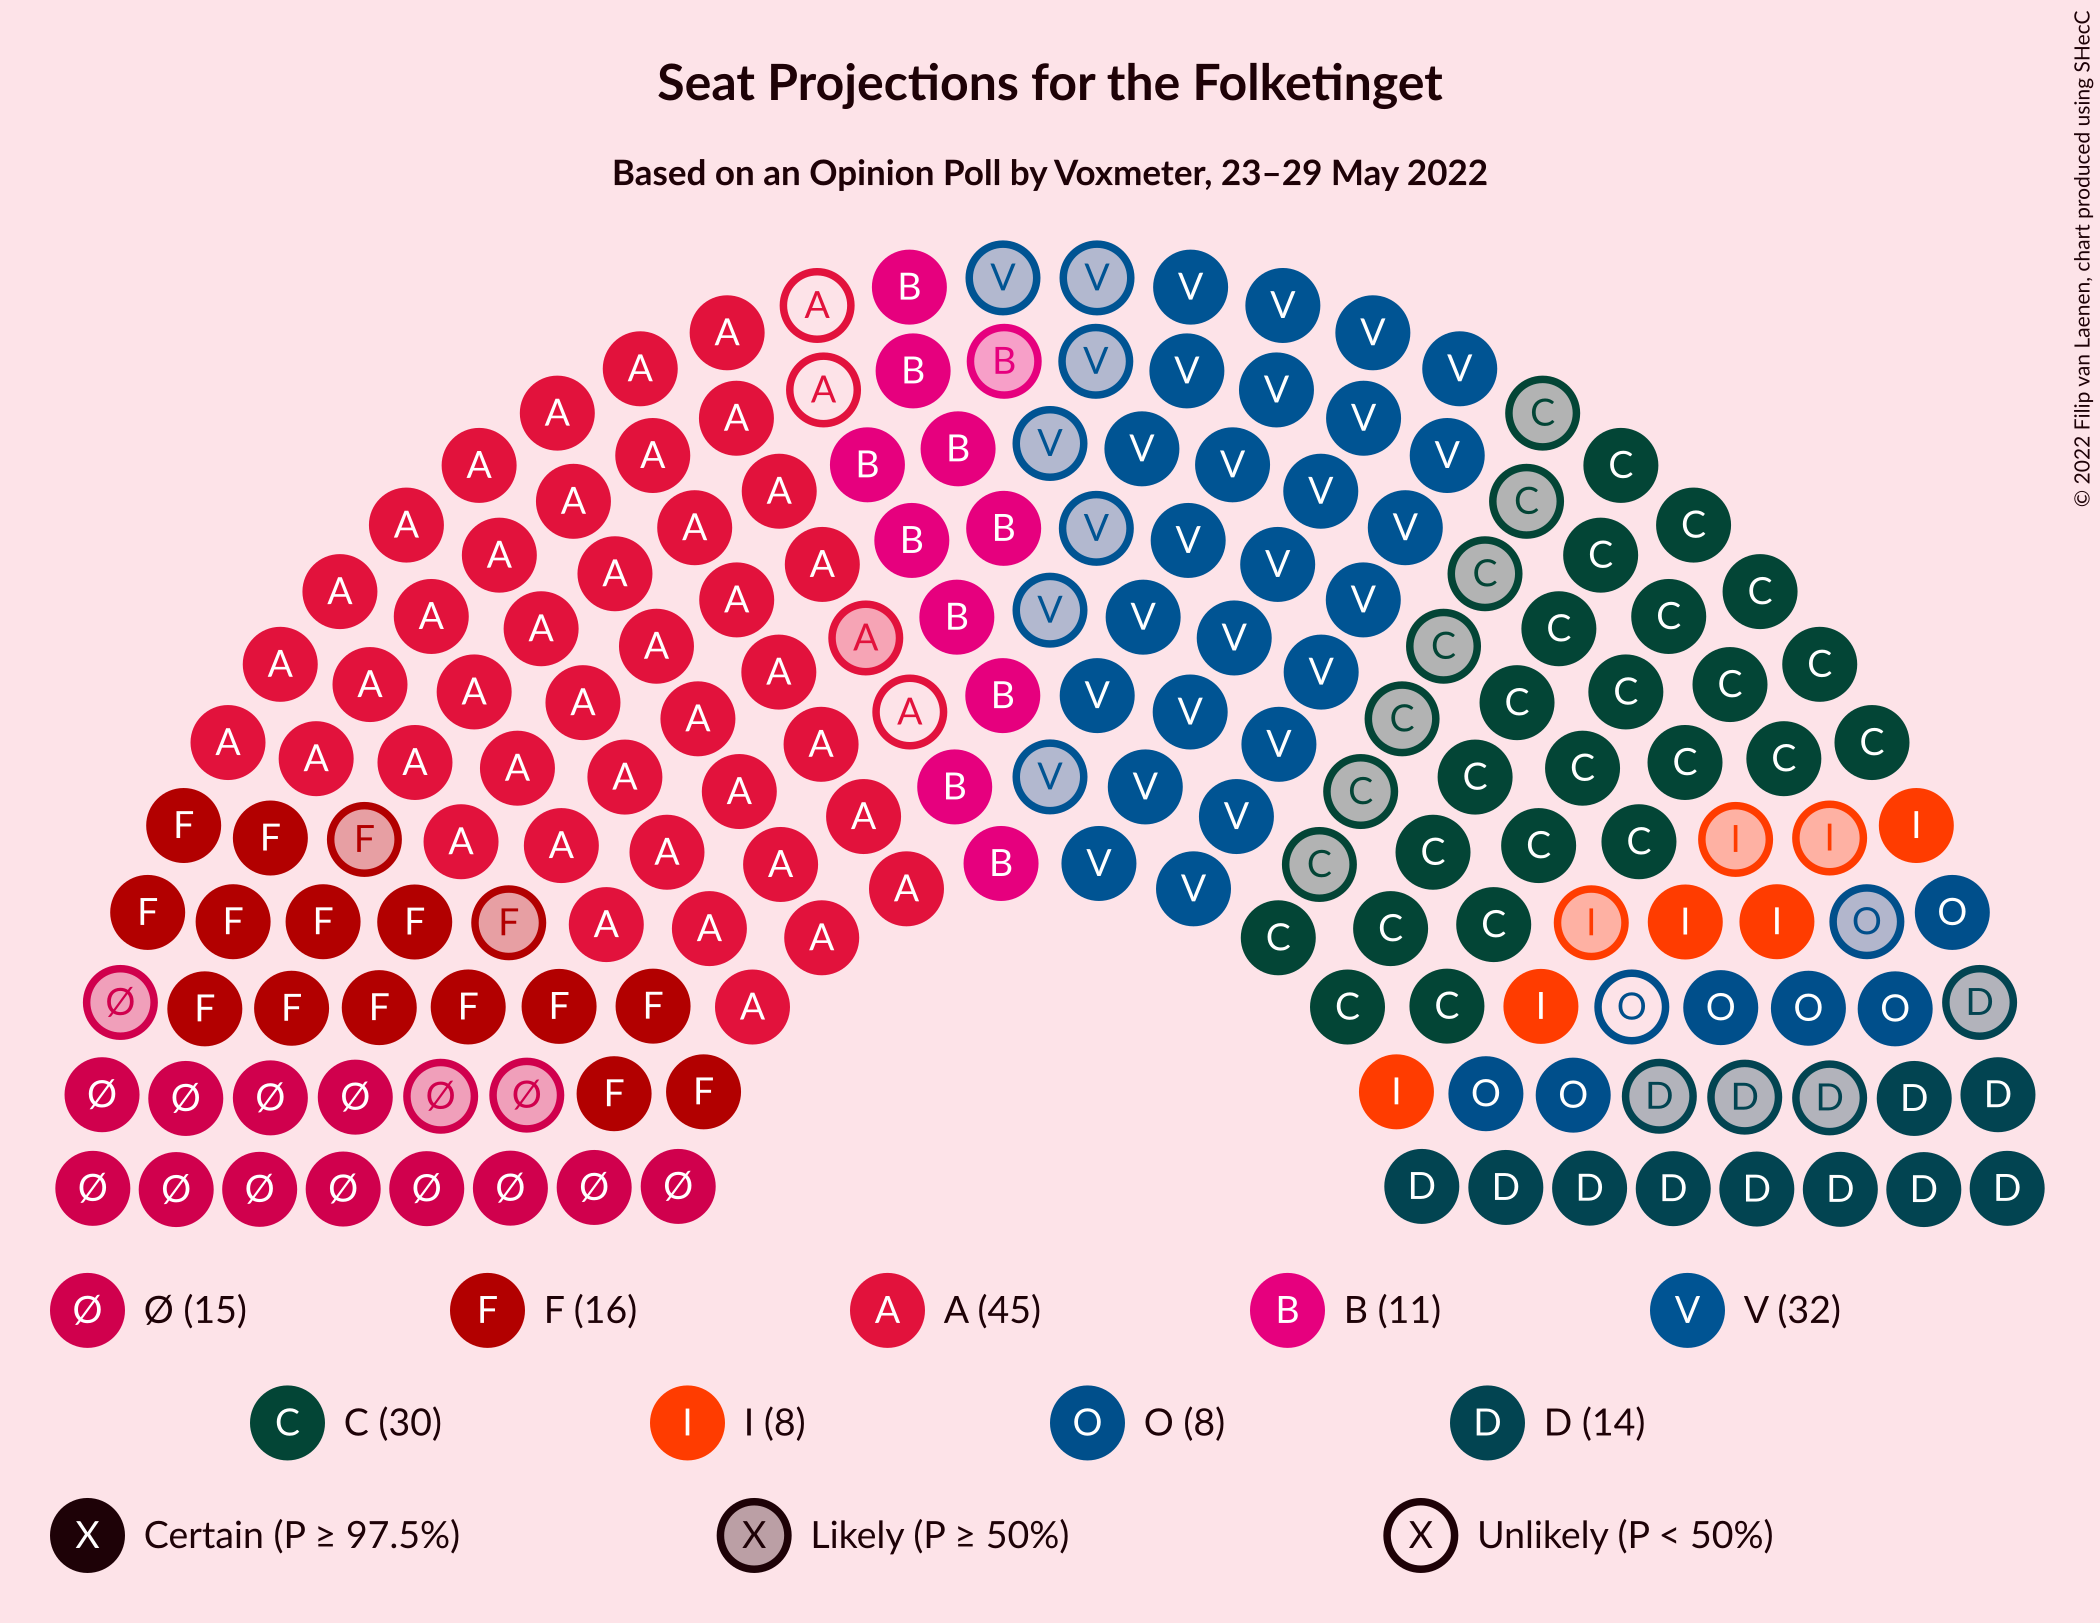 Seat Projections for the Folketinget
Based on an Opinion Poll by Voxmeter, 23–29 May 2022
© 2022 Filip van Laenen, chart produced using SHecC
A B V V V V V V C
A A B B V V V V V C C
A A A A B B V V V V V C C C
A A A A A B B V V V V C C C C
A A A A A A B V V V V C C C C C
A A A A A A A B V V V C C C C C
A A A A A A A B V V C C C C C C
F F F A A A A A B V V C C C C I I I
F F F F F A A A C C C I I I O O
Ø F F F F F F A C C I O O O O D
Ø Ø Ø Ø Ø Ø F F I O O D D D D D
Ø Ø Ø Ø Ø Ø Ø Ø D D D D D D D D
Ø Ø (15) F F (16) A A (45) B B (11) V V (32)
C C (30) I I (8) O O (8) D D (14)
X Certain (P ≥ 97.5%) X Likely (P ≥ 50%) X Unlikely (P < 50%)